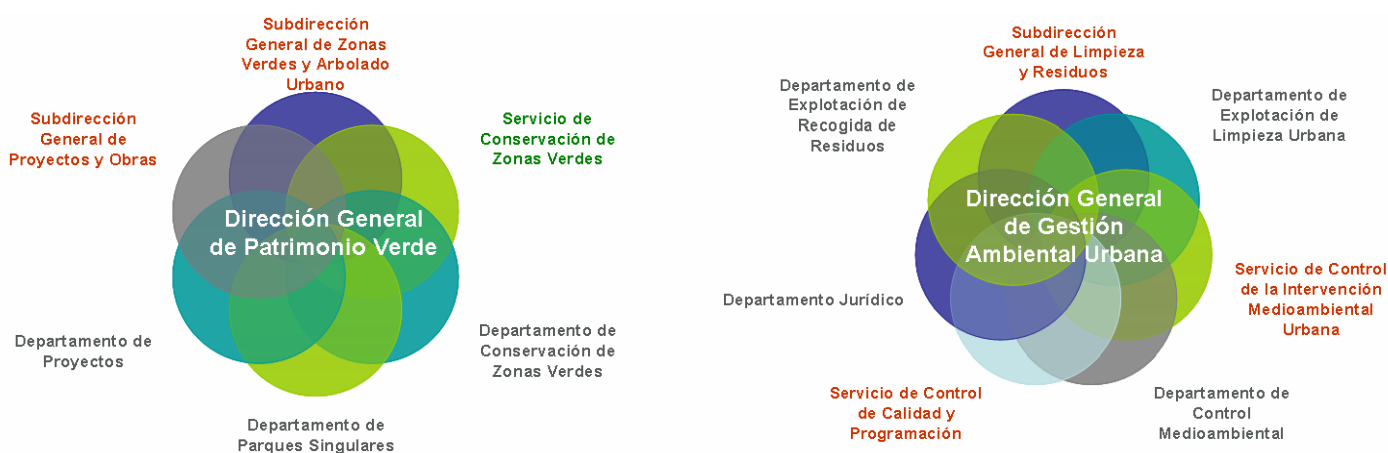 Subdirección
General de Zonas
Verdes y Arbolado
Urbano
Subdirección
General de
Proyectos y Obras
Servicio de
Conservación de
Zonas Verdes
Dirección General
de Patrimonio Verde
Departamento de
Proyectos
Departamento de
Conservación de
Zonas Verdes
Departamento de
Parques Singulares
Subdirección
General de Limpieza
y Residuos
Departamento de
Explotación de
Recogida de
Residuos
Departamento de
Explotación de
Limpieza Urbana
Dirección General
de Gestión
Ambiental Urbana
Departamento Jurídico
Servicio de Control
de la Intervención
Medioambiental
Urbana
Servicio de Control
de Calidad y
Programación
Departamento de
Control
Medioambiental